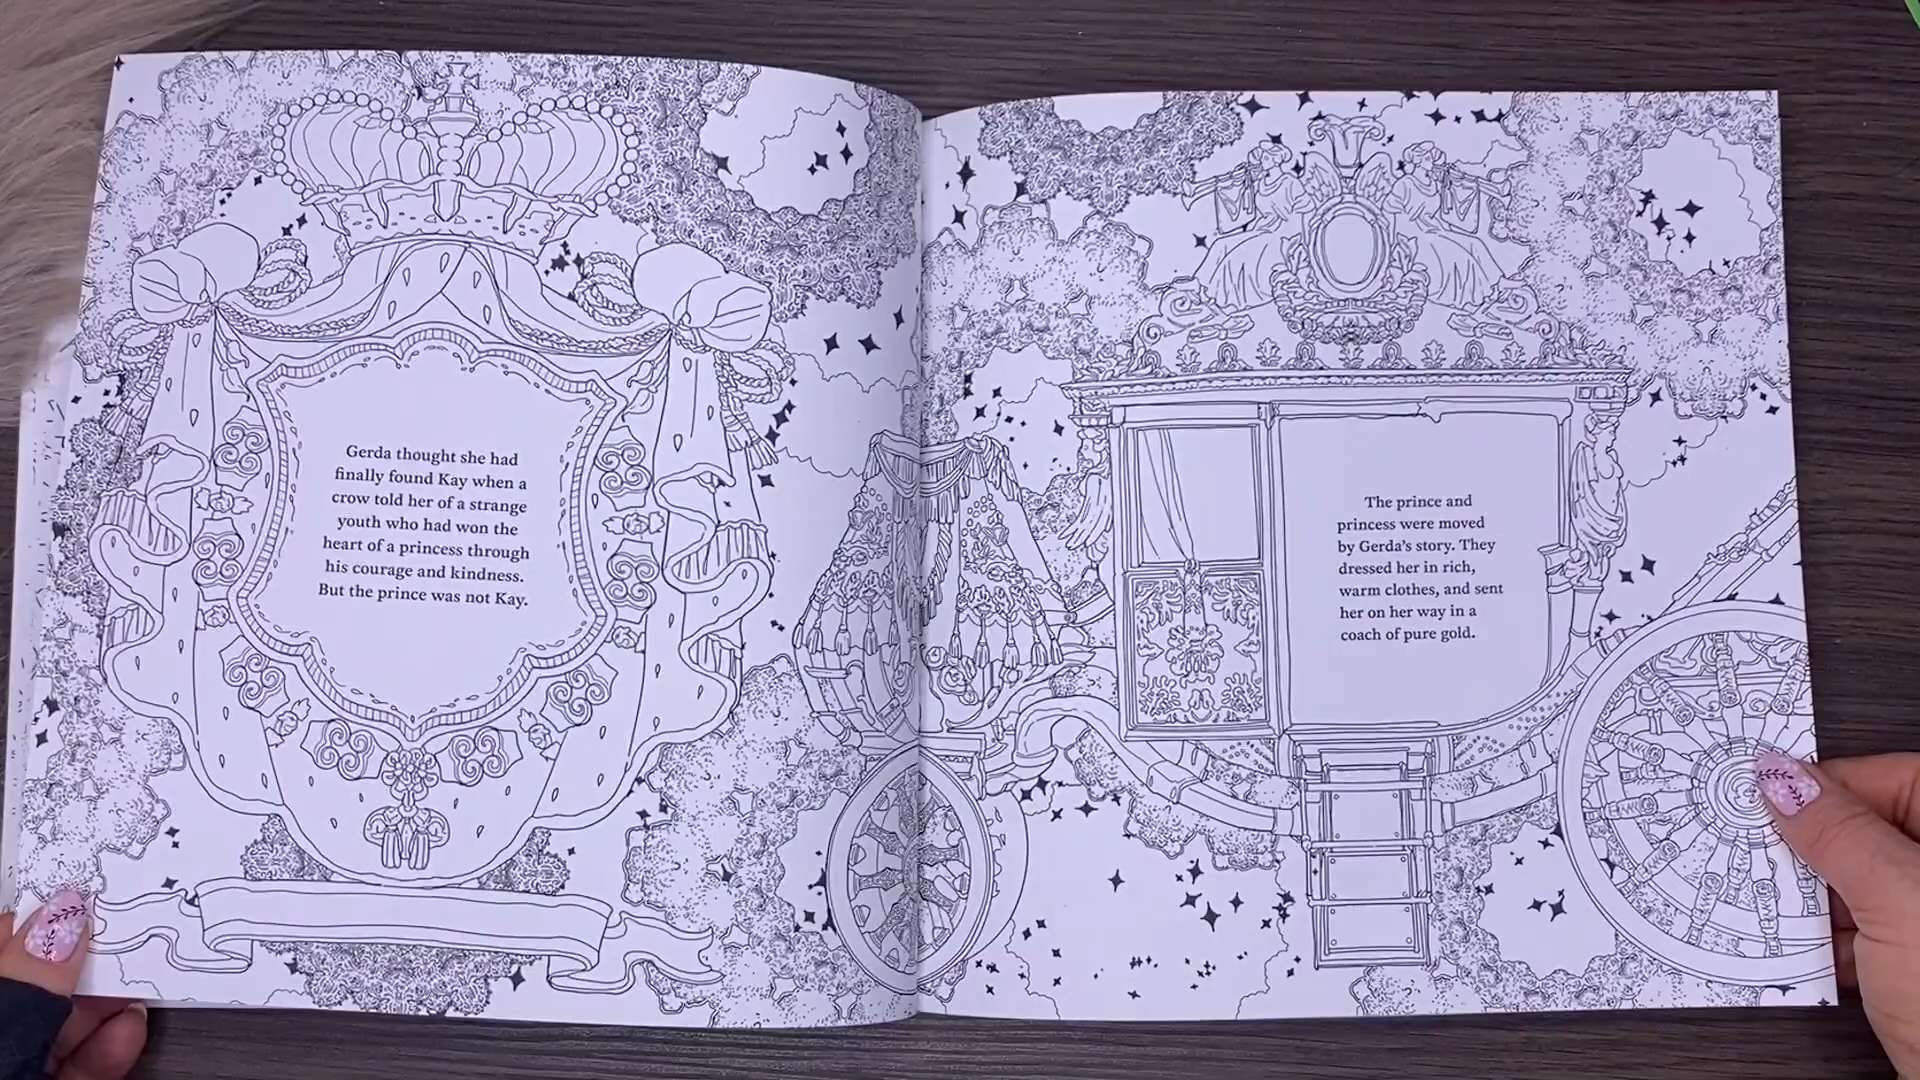 Gerda thought she had
finally found Kay when a
crow told her of a strange
youth who had won the
heart of a princess through
his courage and kindness.
But the prince was not Kay.
The prince and
princess were moved
by Gerda's story. They
dressed her in rich,
warm clothes, and sent
her on her way in a
coach of pure gold.